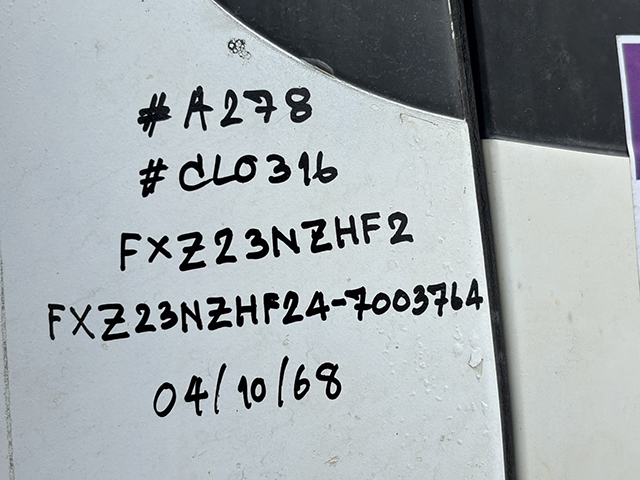 #A278
#CL0316
FXZ23NZHF2
FXZ23NZHF24-7003764
04/10/68